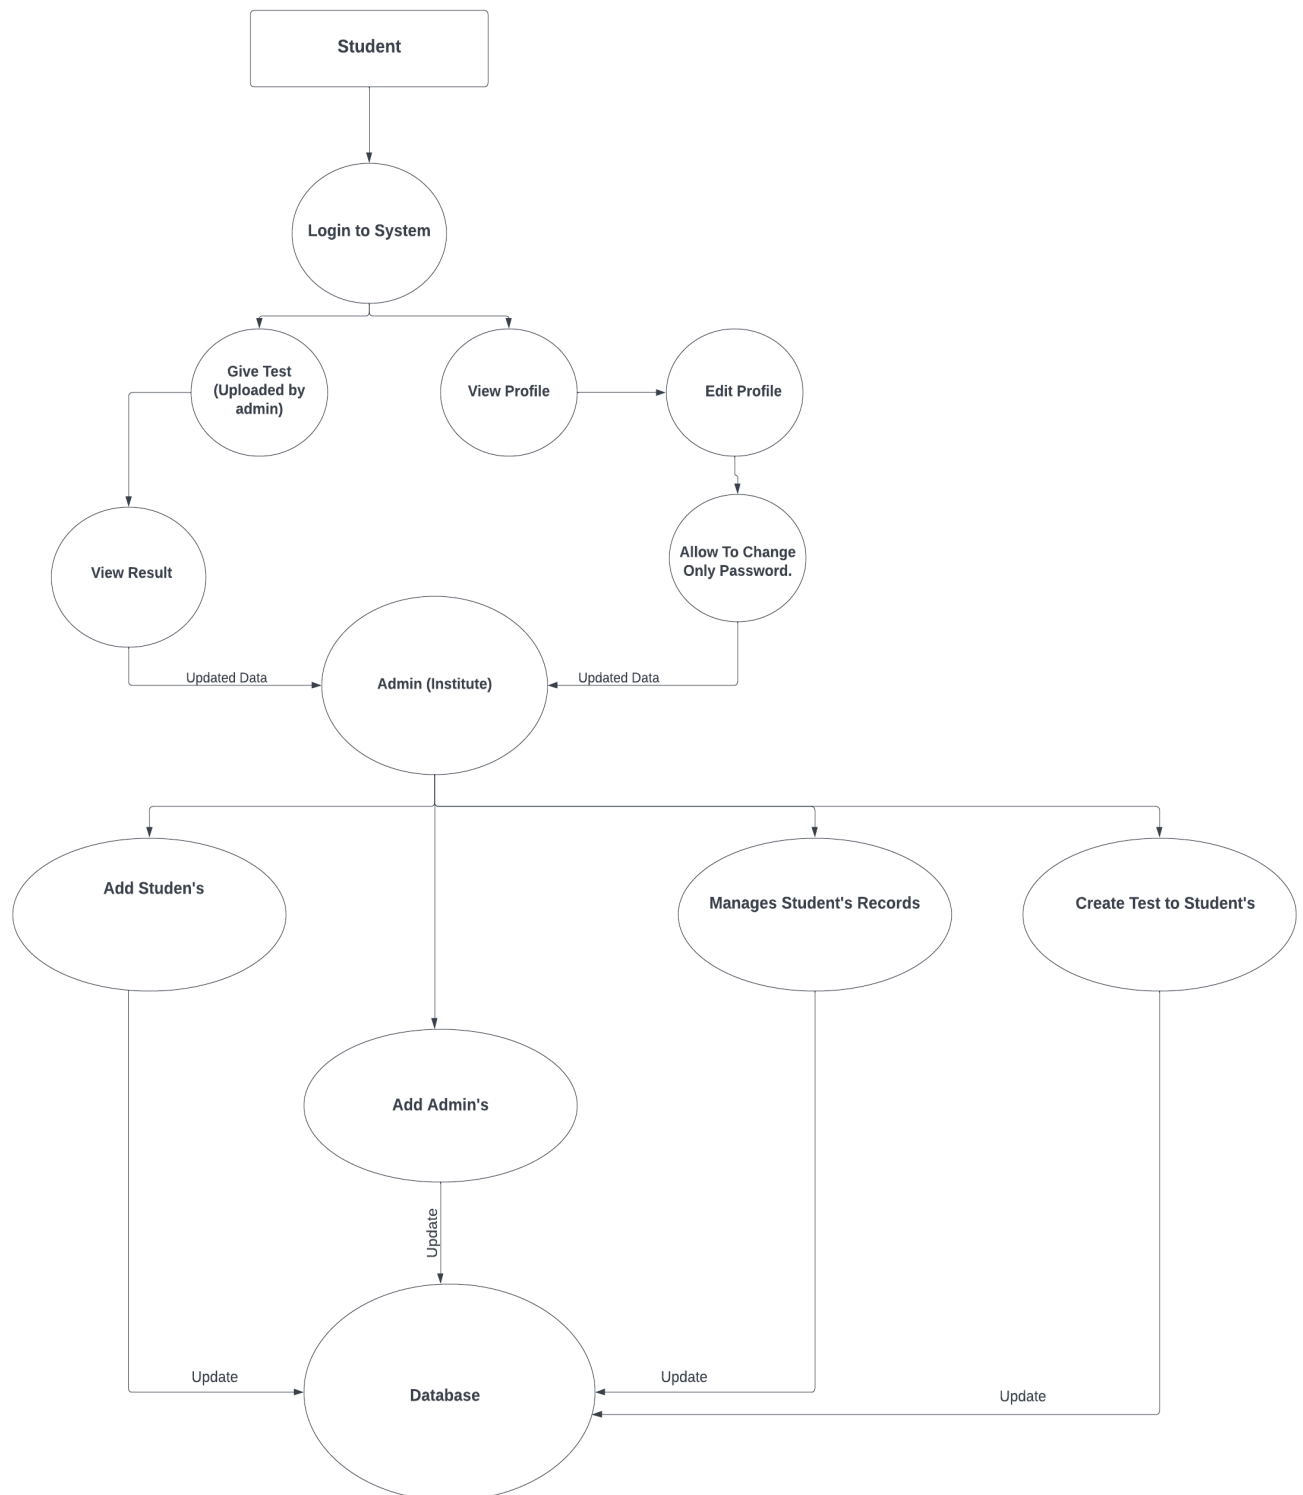 Student
Login to System
Give Test
(Uploaded by
admin)
View Profile
Edit Profile
Allow To Change
Only Password.
View Result
Updated Data
Admin (Institute)
Updated Data
Add Studen's
Manages Student's Records
Create Test to Student's
Add Admin's
Update
Update
Database
Update
Update